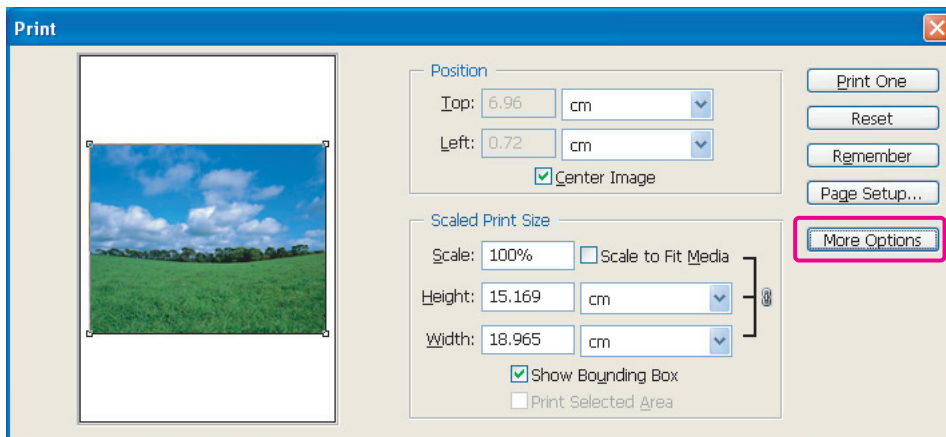 Print
Position
Top: 6.96 cm
Left: 0.72 cm
Center Image
Scaled Print Size
Scale: 100% Scale to Fit Media
Height: 15.169 cm
Width: 18.965 cm
Show Bounding Box
Print Selected Area
Print One
Reset
Remember
Page Setup...
More Options